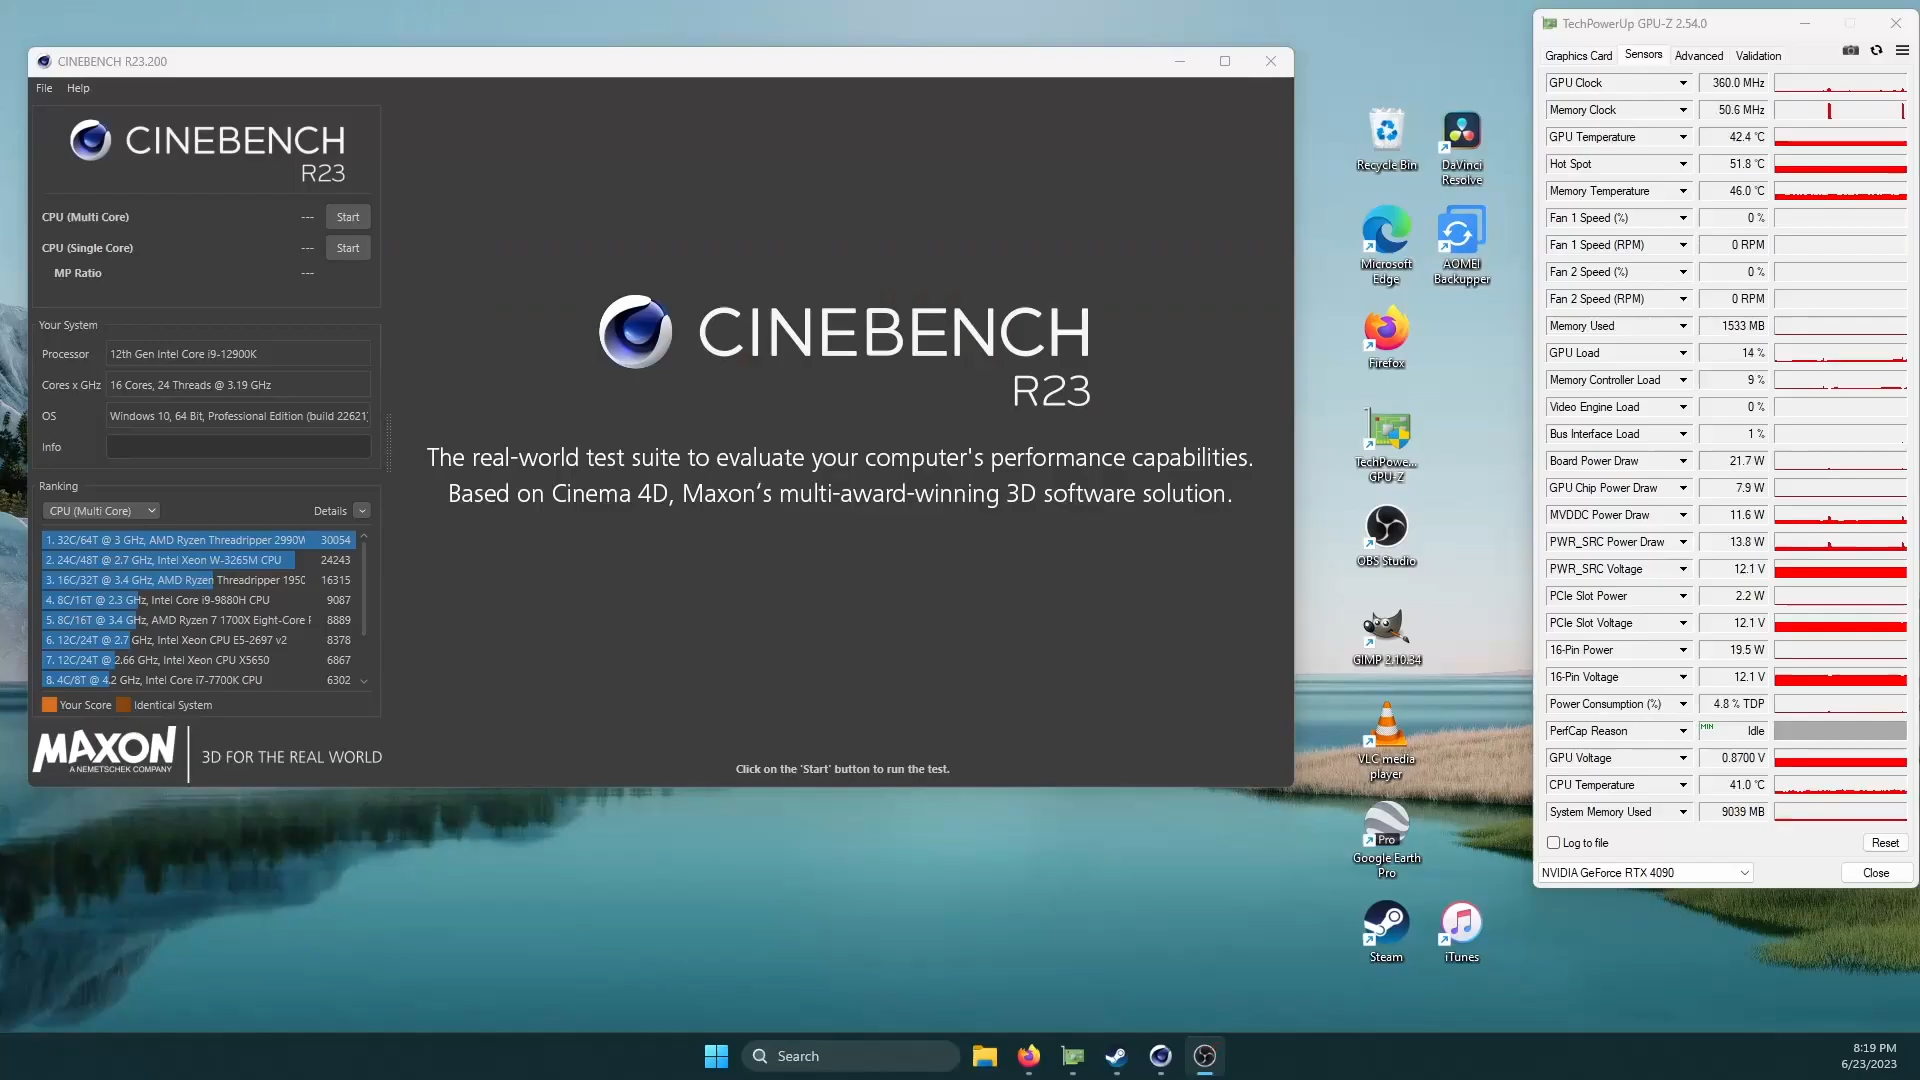 CINEBENCH R23.200
File Help
CINEBENCH
R23
CPU (Multi Core) --- Start
CPU (Single Core) --- Start
MP Ratio ---
Your System
Processor 12th Gen Intel Core i9-12900K
Cores x GHz 16 Cores, 24 Threads @ 3.19 GHz
OS Windows 10, 64 Bit, Professional Edition (build 22621)
Info
Ranking
CPU (Multi Core) Details
1. 32C/64T @ 3 GHz, AMD Ryzen Threadripper 2990W 30054
2. 24C/48T @ 2.7 GHz, Intel Xeon W-3265M CPU 24243
3. 16C/32T @ 3.4 GHz, AMD Ryzen Threadripper 1950 16315
4. 8C/16T @ 2.3 GHz, Intel Core i9-9880H CPU 9087
5. 8C/16T @ 3.4 GHz, AMD Ryzen 7 1700X Eight-Core 8889
6. 12C/24T @ 2.7 GHz, Intel Xeon CPU E5-2697 v2 8378
7. 12C/24T @ 2.66 GHz, Intel Xeon CPU X5650 6867
8. 4C/8T @ 4.2 GHz, Intel Core i7-7700K CPU 6302
Your Score Identical System
MAXON
A NEMETSCHEK COMPANY
3D FOR THE REAL WORLD
CINEBENCH
R23
The real-world test suite to evaluate your computer's performance capabilities.
Based on Cinema 4D, Maxon's multi-award-winning 3D software solution.
Click on the 'Start' button to run the test.
Recycle Bin
DaVinci
Resolve
Microsoft
Edge
AOMEI
Backupper
Firefox
TechPowe...
GPU-Z
OBS Studio
GIMP 2.10.34
VLC media
player
Pro
Google Earth
Pro
Steam
iTunes
TechPowerUp GPU-Z 2.54.0
Graphics Card Sensors Advanced Validation
GPU Clock 360.0 MHz
Memory Clock 50.6 MHz
GPU Temperature 42.4 °C
Hot Spot 51.8 °C
Memory Temperature 46.0 °C
Fan 1 Speed (%) 0 %
Fan 1 Speed (RPM) 0 RPM
Fan 2 Speed (%) 0 %
Fan 2 Speed (RPM) 0 RPM
Memory Used 1533 MB
GPU Load 14 %
Memory Controller Load 9 %
Video Engine Load 0 %
Bus Interface Load 1 %
Board Power Draw 21.7 W
GPU Chip Power Draw 7.9 W
MVDDC Power Draw 11.6 W
PWR_SRC Power Draw 13.8 W
PWR_SRC Voltage 12.1 V
PCIe Slot Power 2.2 W
PCIe Slot Voltage 12.1 V
16-Pin Power 19.5 W
16-Pin Voltage 12.1 V
Power Consumption (%) 4.8 % TDP
PerfCap Reason MIN Idle
GPU Voltage 0.8700 V
CPU Temperature 41.0 °C
System Memory Used 9039 MB
Log to file Reset
NVIDIA GeForce RTX 4090 Close
Search
8:19 PM
6/23/2023